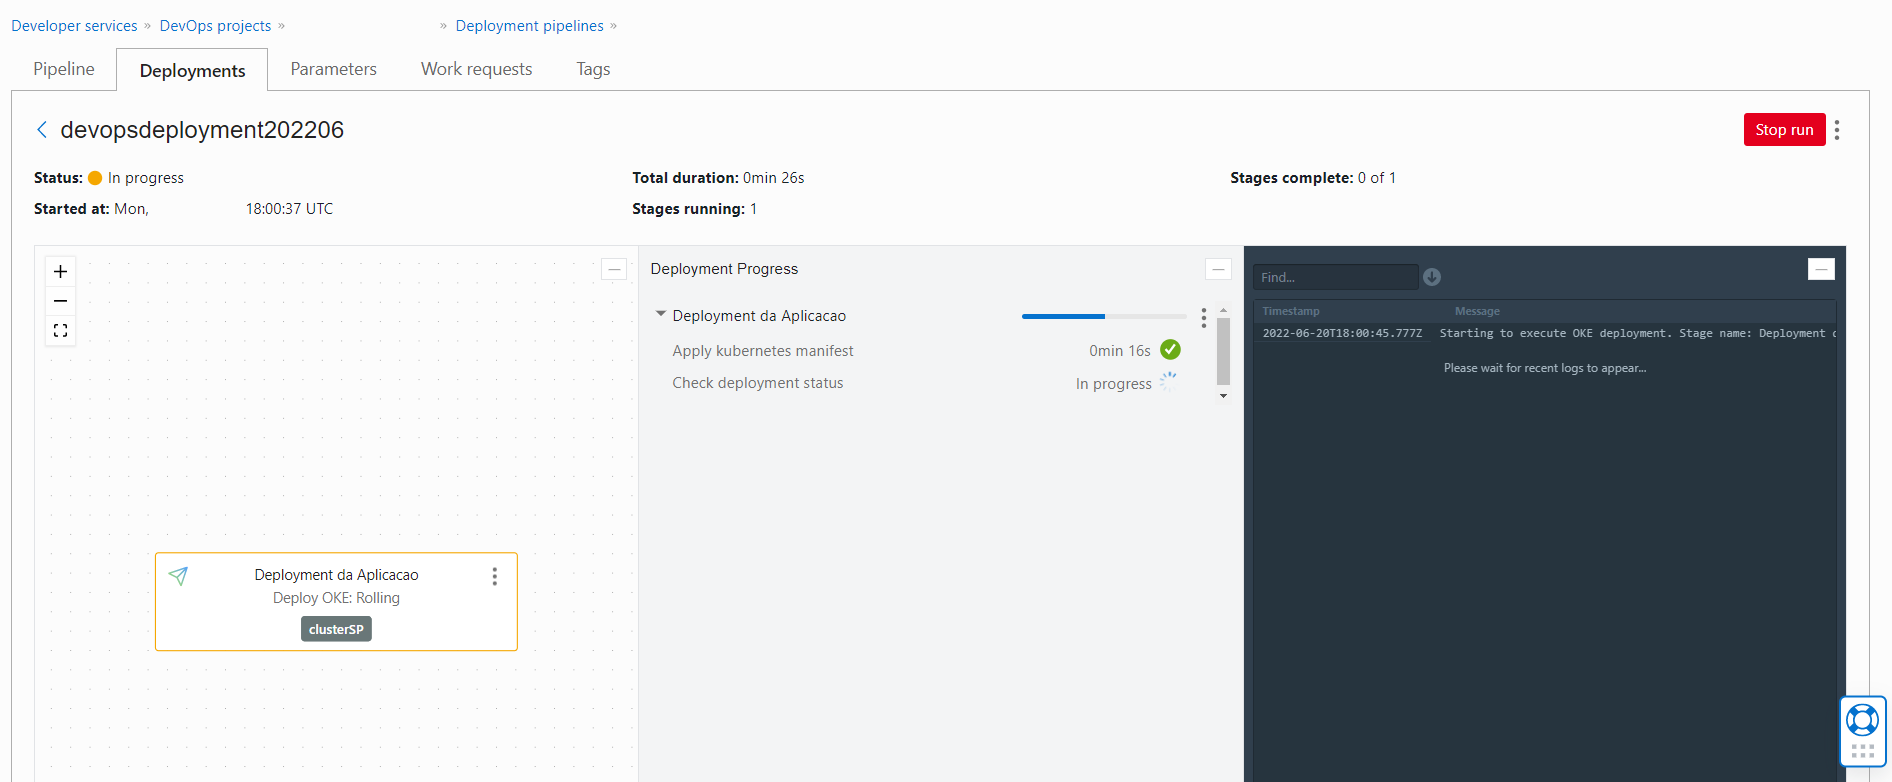 Developer services » DevOps projects » » Deployment pipelines »
Pipeline Deployments Parameters Work requests Tags
devopsdeployment202206
Stop run
Status: In progress
Total duration: 0min 26s
Stages complete: 0 of 1
Started at: Mon, 18:00:37 UTC
Stages running: 1
Deployment da Aplicacao
Deploy OKE: Rolling
clusterSP
Deployment Progress
Deployment da Aplicacao
Apply kubernetes manifest 0min 16s
Check deployment status In progress
Find...
Timestamp Message
2022-06-20T18:00:45.777Z Starting to execute OKE deployment. Stage name: Deployment
Please wait for recent logs to appear...